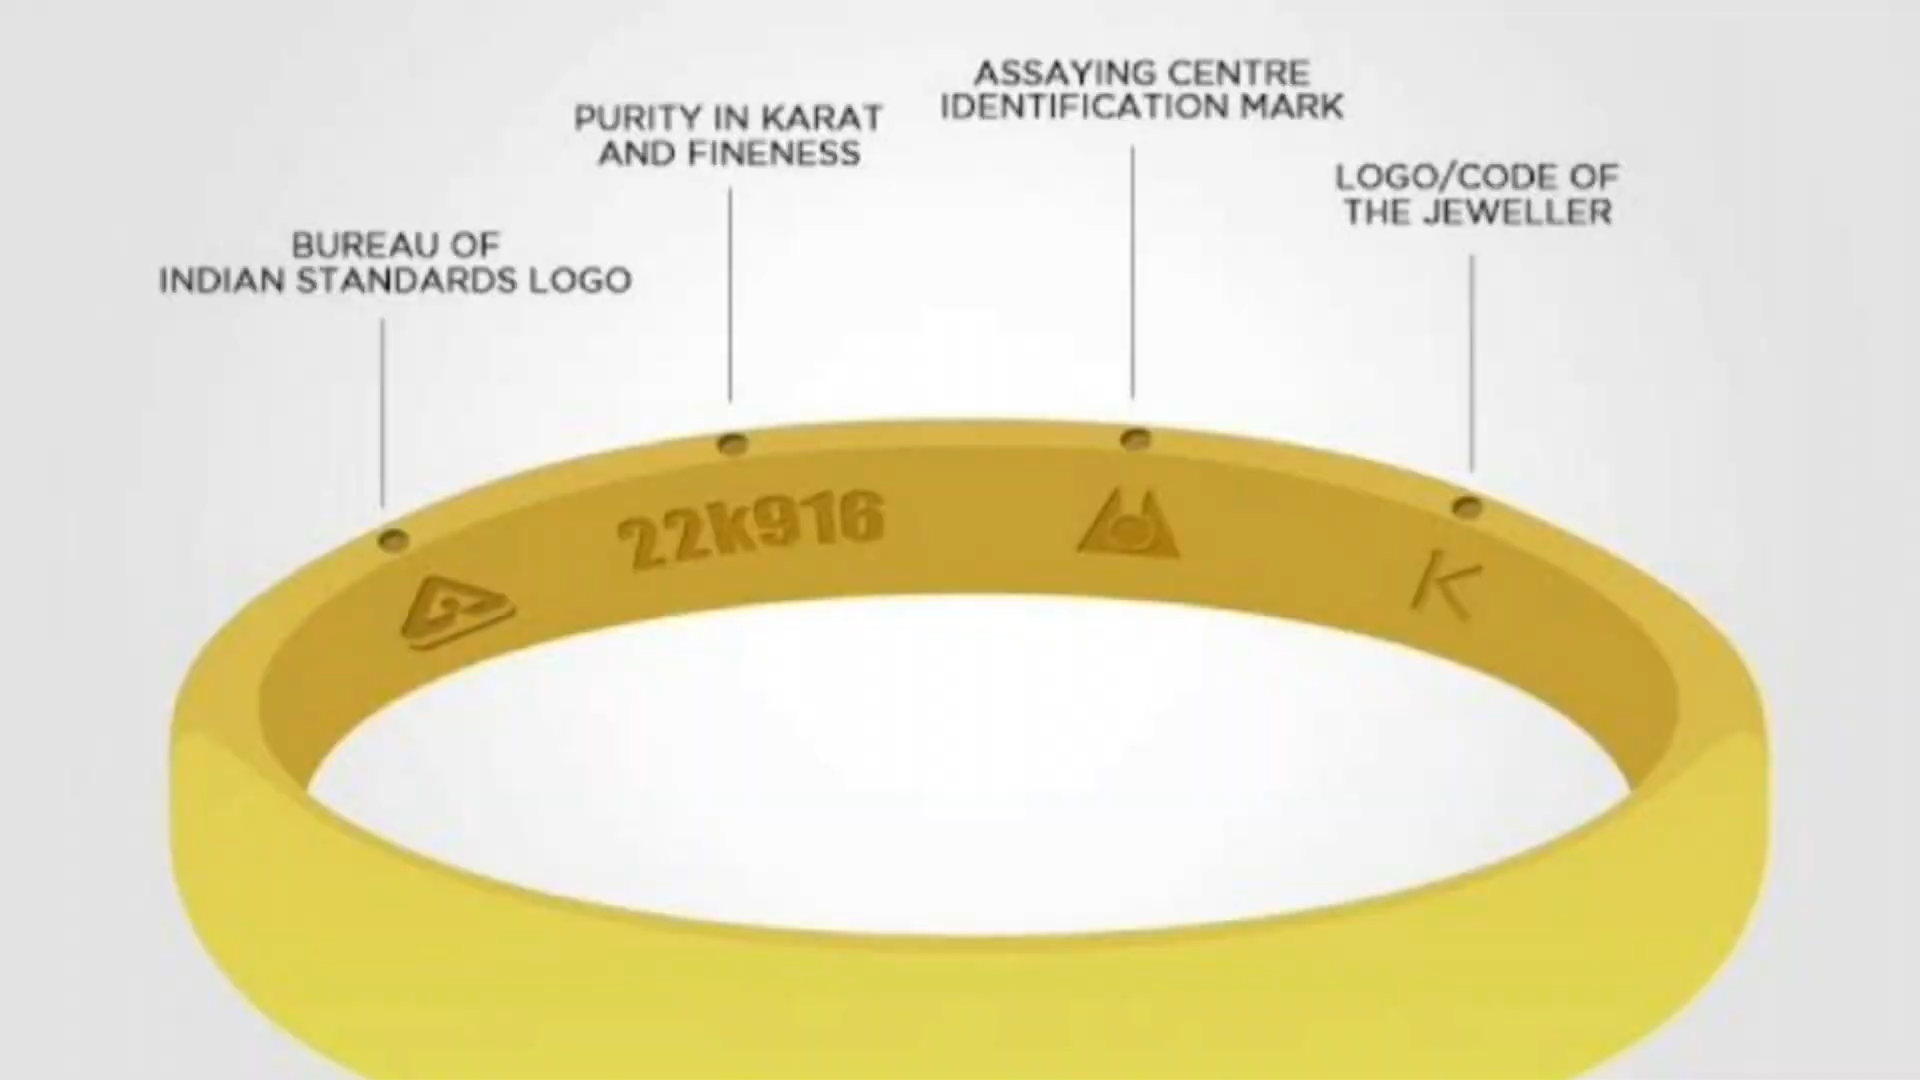 ASSAYING CENTRE
IDENTIFICATION MARK
PURITY IN KARAT
AND FINENESS
LOGO/CODE OF
THE JEWELLER
BUREAU OF
INDIAN STANDARDS LOGO
22k916
K